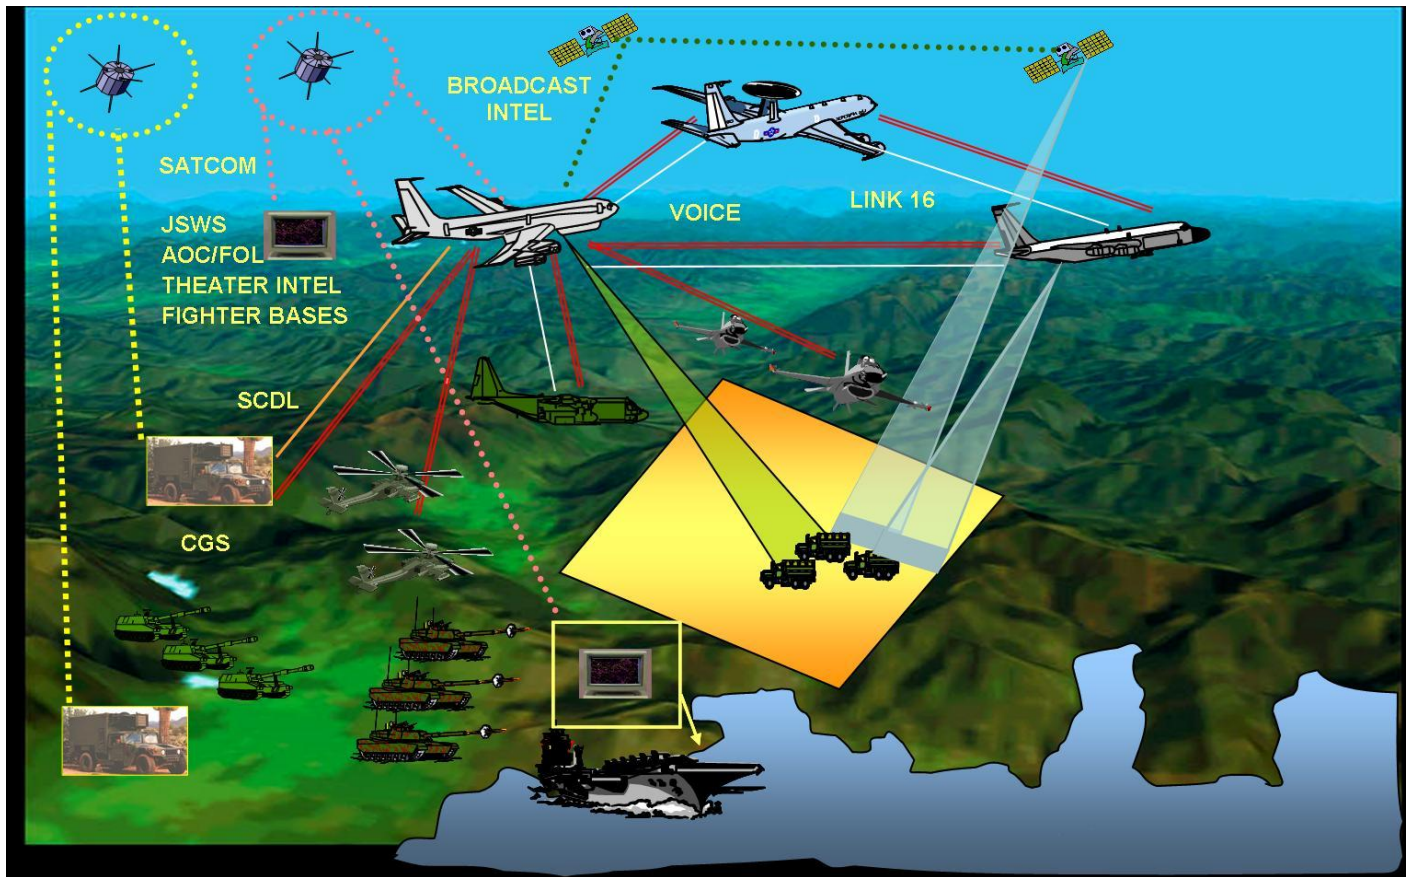 BROADCAST
INTEL
SATCOM
VOICE
LINK 16
JSWS
AOC/FOL
THEATER INTEL
FIGHTER BASES
SCDL
CGS